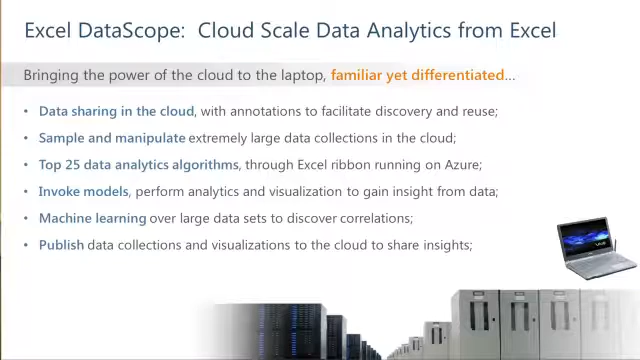 Excel DataScope: Cloud Scale Data Analytics from Excel
Bringing the power of the cloud to the laptop, familiar yet differentiated...
• Data sharing in the cloud, with annotations to facilitate discovery and reuse;
• Sample and manipulate extremely large data collections in the cloud;
• Top 25 data analytics algorithms, through Excel ribbon running on Azure;
• Invoke models, perform analytics and visualization to gain insight from data;
• Machine learning over large data sets to discover correlations;
• Publish data collections and visualizations to the cloud to share insights;